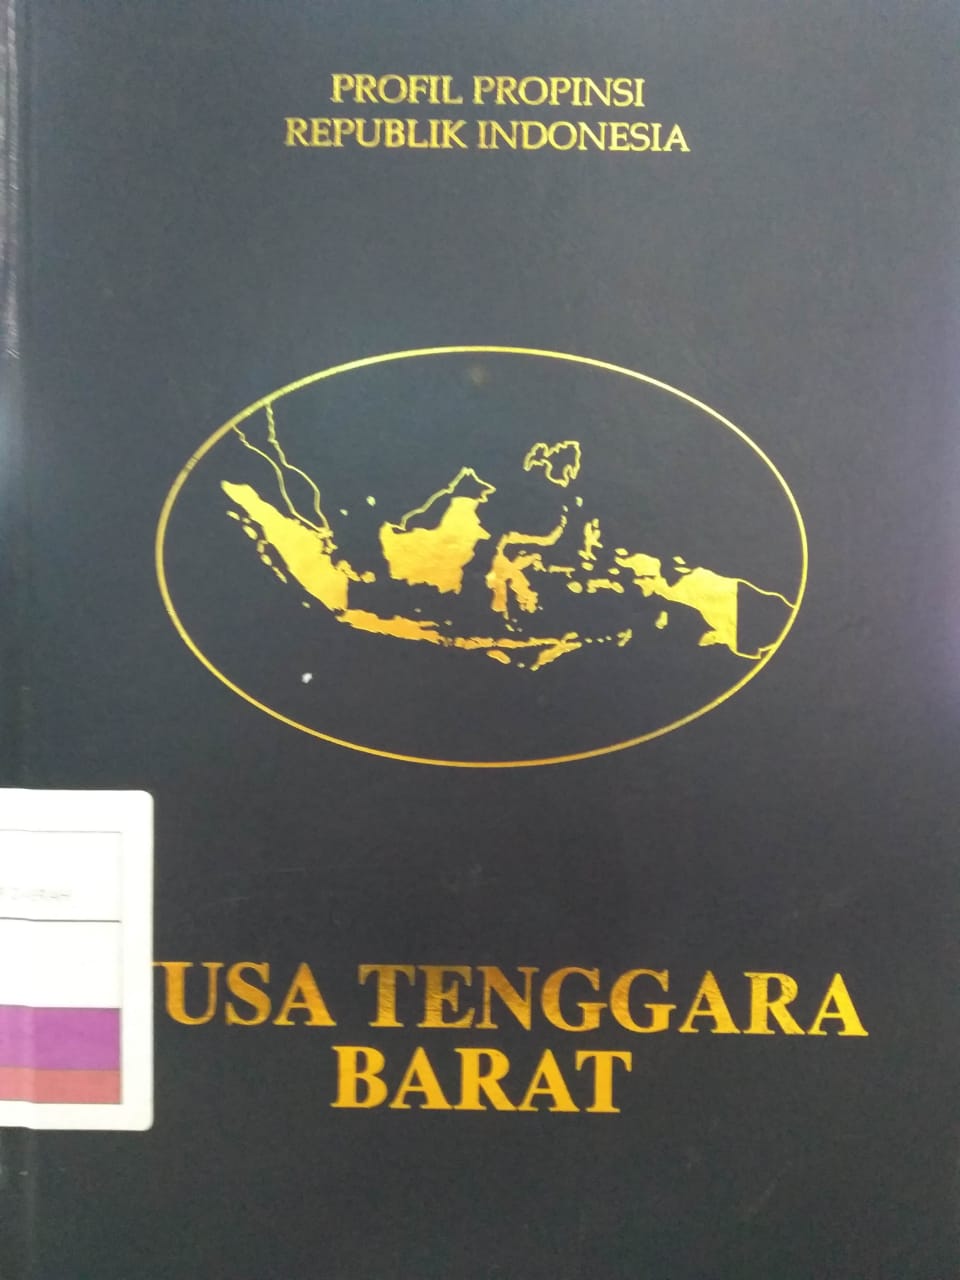 PROFIL PROPINSI
REPUBLIK INDONESIA
USA TENGGARA
BARAT